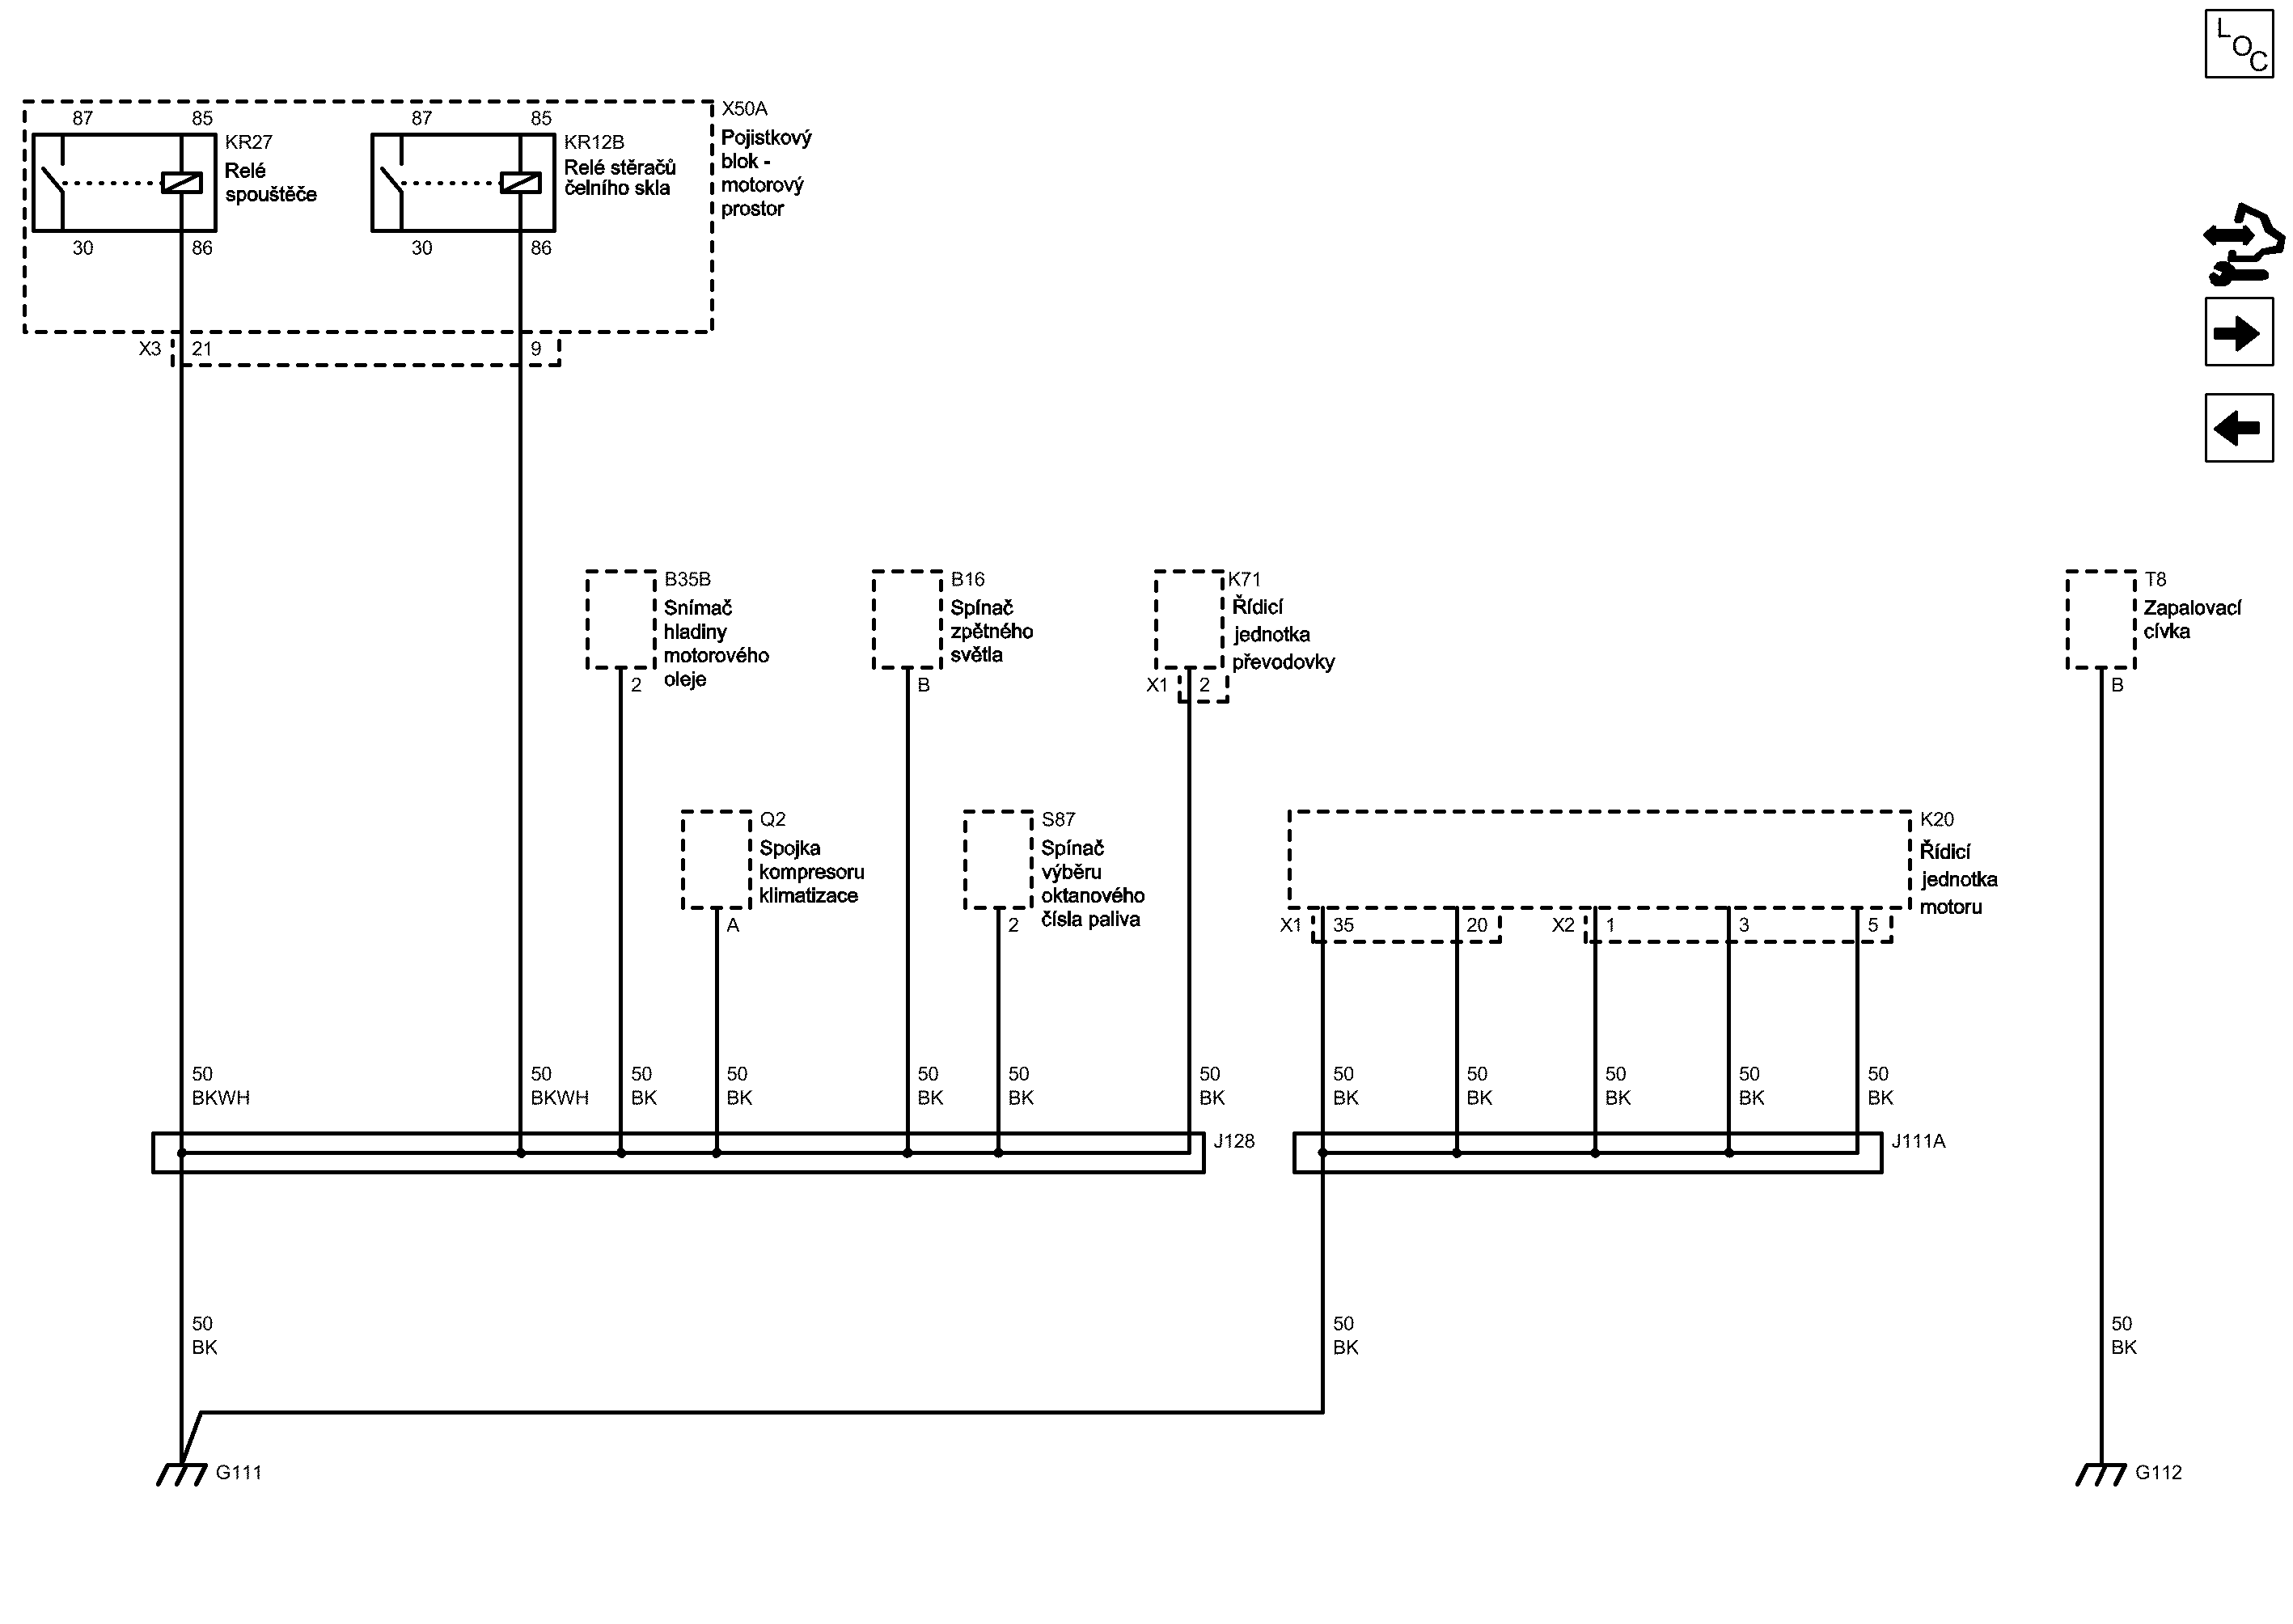 LOC
87
85
KR27
Relé
spouštěče
30
86
87
85
KR12B
Relé stěračů
čelního skla
30
86
X50A
Pojistkový
blok -
motorový
prostor
X3
21
9
B35B
Snímač
hladiny
motorového
oleje
2
B16
Spínač
zpětného
světla
B
K71
Řídicí
jednotka
převodovky
X1
2
T8
Zapalovací
cívka
B
Q2
Spojka
kompresoru
klimatizace
A
S87
Spínač
výběru
oktanového
čísla paliva
2
K20
Řídicí
jednotka
motoru
X1
35
20
X2
1
3
5
50
BKWH
50
BKWH
50
BK
50
BK
50
BK
50
BK
50
BK
50
BK
50
BK
50
BK
50
BK
50
BK
J128
J111A
50
BK
50
BK
50
BK
G111
G112